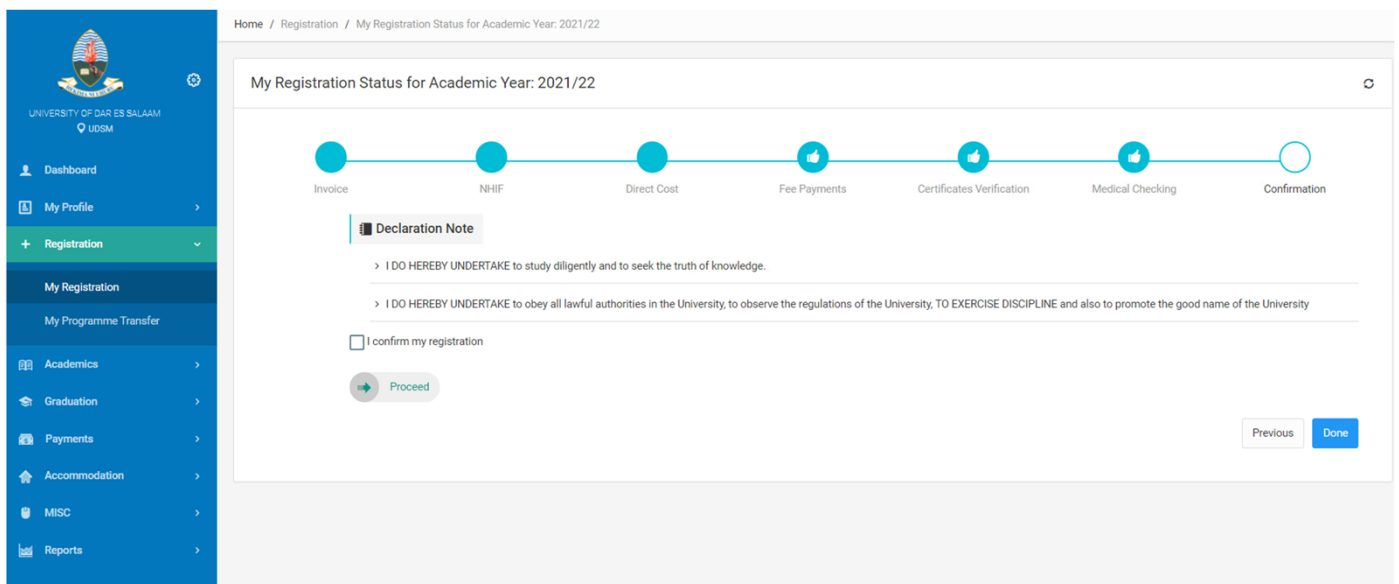 Home / Registration / My Registration Status for Academic Year: 2021/22
UNIVERSITY OF DAR ES SALAAM
UDSM
Dashboard
My Profile
Registration
My Registration
My Programme Transfer
Academics
Graduation
Payments
Accommodation
MISC
Reports
My Registration Status for Academic Year: 2021/22
Invoice
NHIF
Direct Cost
Fee Payments
Certificates Verification
Medical Checking
Confirmation
Declaration Note
I DO HEREBY UNDERTAKE to study diligently and to seek the truth of knowledge.
I DO HEREBY UNDERTAKE to obey all lawful authorities in the University, to observe the regulations of the University, TO EXERCISE DISCIPLINE and also to promote the good name of the University
I confirm my registration
Proceed
Previous
Done